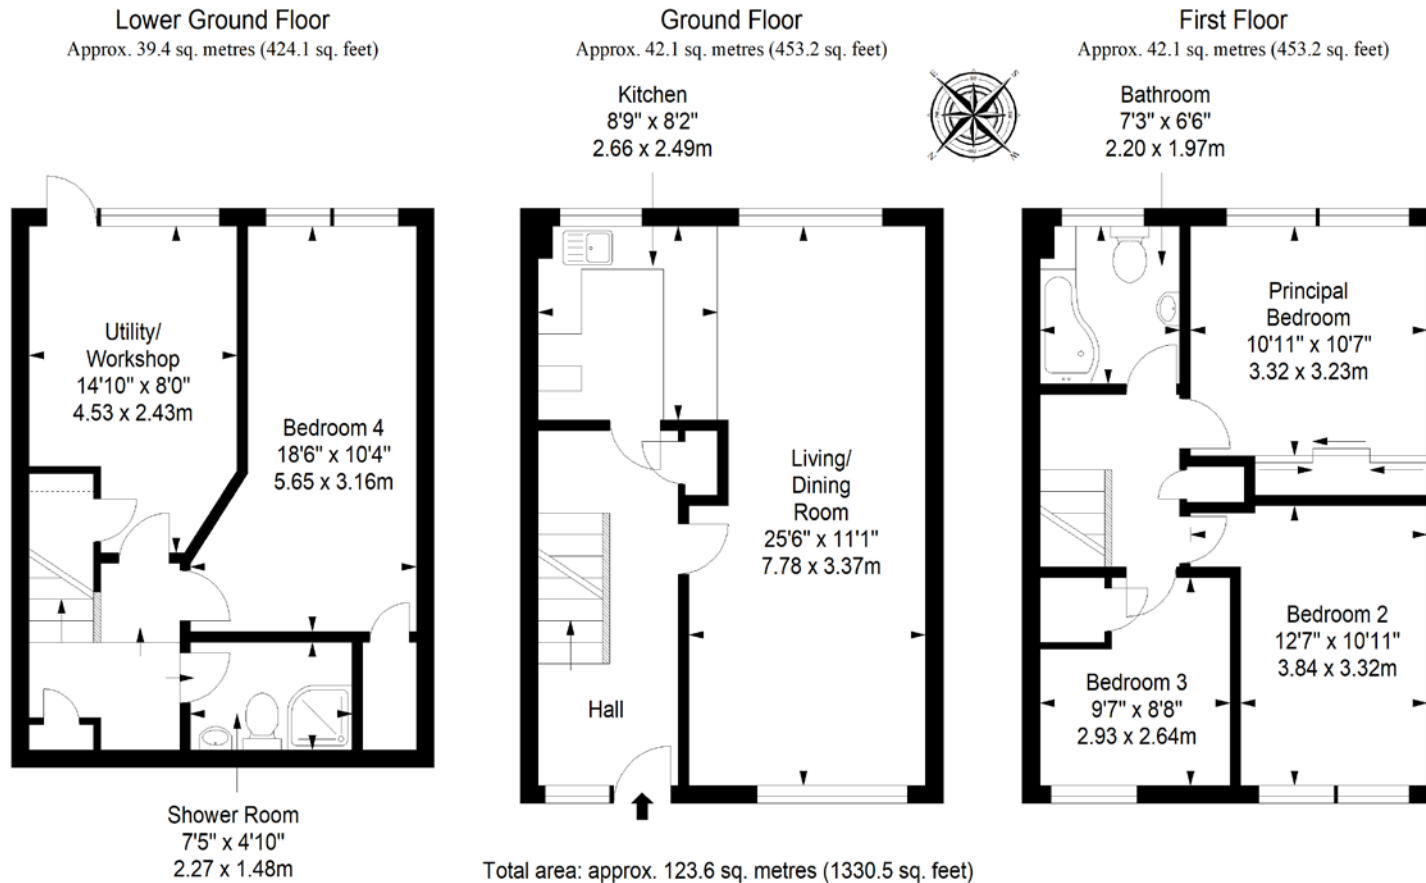 Lower Ground Floor
Approx. 39.4 sq. metres (424.1 sq. feet)
Utility/
Workshop
14'10" x 8'0"
4.53 x 2.43m
Bedroom 4
18'6" x 10'4"
5.65 x 3.16m
Shower Room
7'5" x 4'10"
2.27 x 1.48m
Ground Floor
Approx. 42.1 sq. metres (453.2 sq. feet)
Kitchen
8'9" x 8'2"
2.66 x 2.49m
Living/
Dining
Room
25'6" x 11'1"
7.78 x 3.37m
Hall
First Floor
Approx. 42.1 sq. metres (453.2 sq. feet)
Bathroom
7'3" x 6'6"
2.20 x 1.97m
Principal
Bedroom
10'11" x 10'7"
3.32 x 3.23m
Bedroom 2
12'7" x 10'11"
3.84 x 3.32m
Bedroom 3
9'7" x 8'8"
2.93 x 2.64m
E
S
N
W
Total area: approx. 123.6 sq. metres (1330.5 sq. feet)